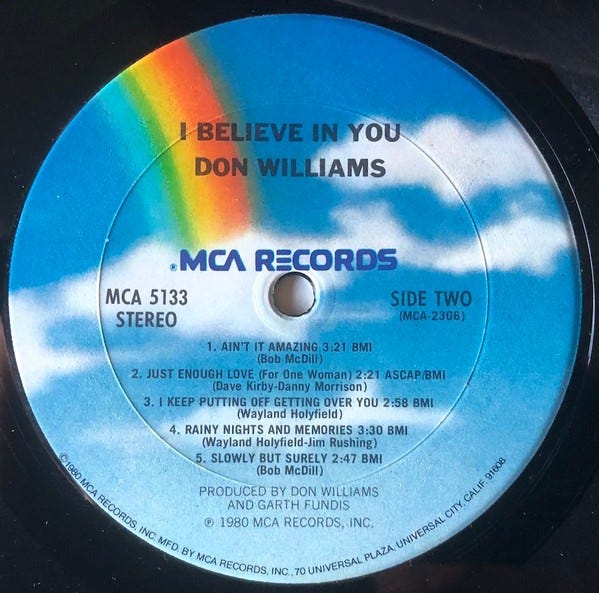 I BELIEVE IN YOU
DON WILLIAMS
MCA RECORDS
MCA 5133
STEREO
SIDE TWO
(MCA-2306)
1. AIN'T IT AMAZING 3:21 BMI
(Bob McDill)
2. JUST ENOUGH LOVE (For One Woman) 2:21 ASCAP/BMI
(Dave Kirby-Danny Morrison)
3. I KEEP PUTTING OFF GETTING OVER YOU 2:58 BMI
(Wayland Holyfield)
4. RAINY NIGHTS AND MEMORIES 3:30 BMI
(Wayland Holyfield-Jim Rushing)
5. SLOWLY BUT SURELY 2:47 BMI
(Bob McDill)
PRODUCED BY DON WILLIAMS
AND GARTH FUNDIS
℗ 1980 MCA RECORDS, INC.
©1980 MCA RECORDS, INC. MFD. BY MCA RECORDS, INC., 70 UNIVERSAL PLAZA, UNIVERSAL CITY, CALIF. 91608